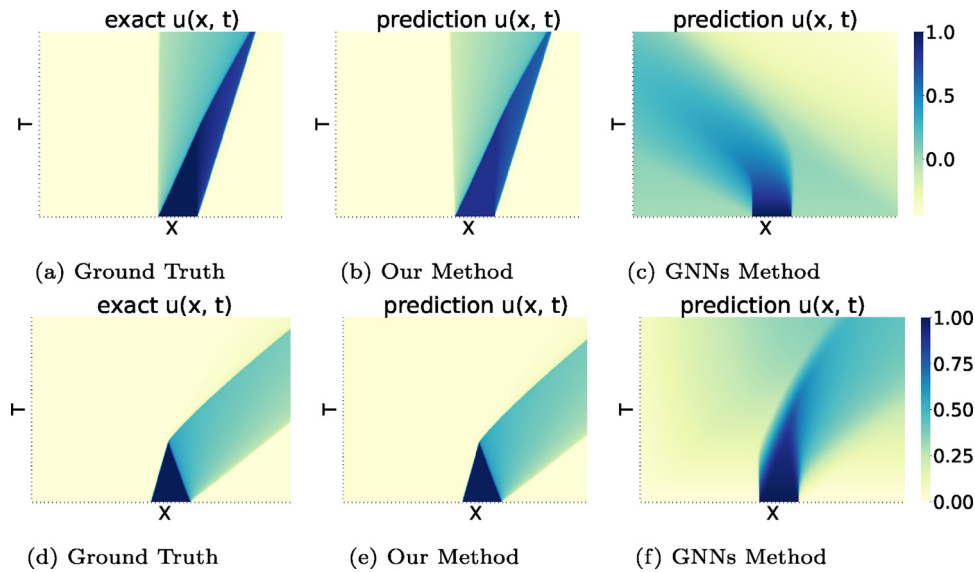 exact u(x, t)
prediction u(x, t)
prediction u(x, t)
T
X
T
X
T
X
1.0
0.5
0.0
(a) Ground Truth
(b) Our Method
(c) GNNs Method
exact u(x, t)
prediction u(x, t)
prediction u(x, t)
T
X
T
X
T
X
1.00
0.75
0.50
0.25
0.00
(d) Ground Truth
(e) Our Method
(f) GNNs Method